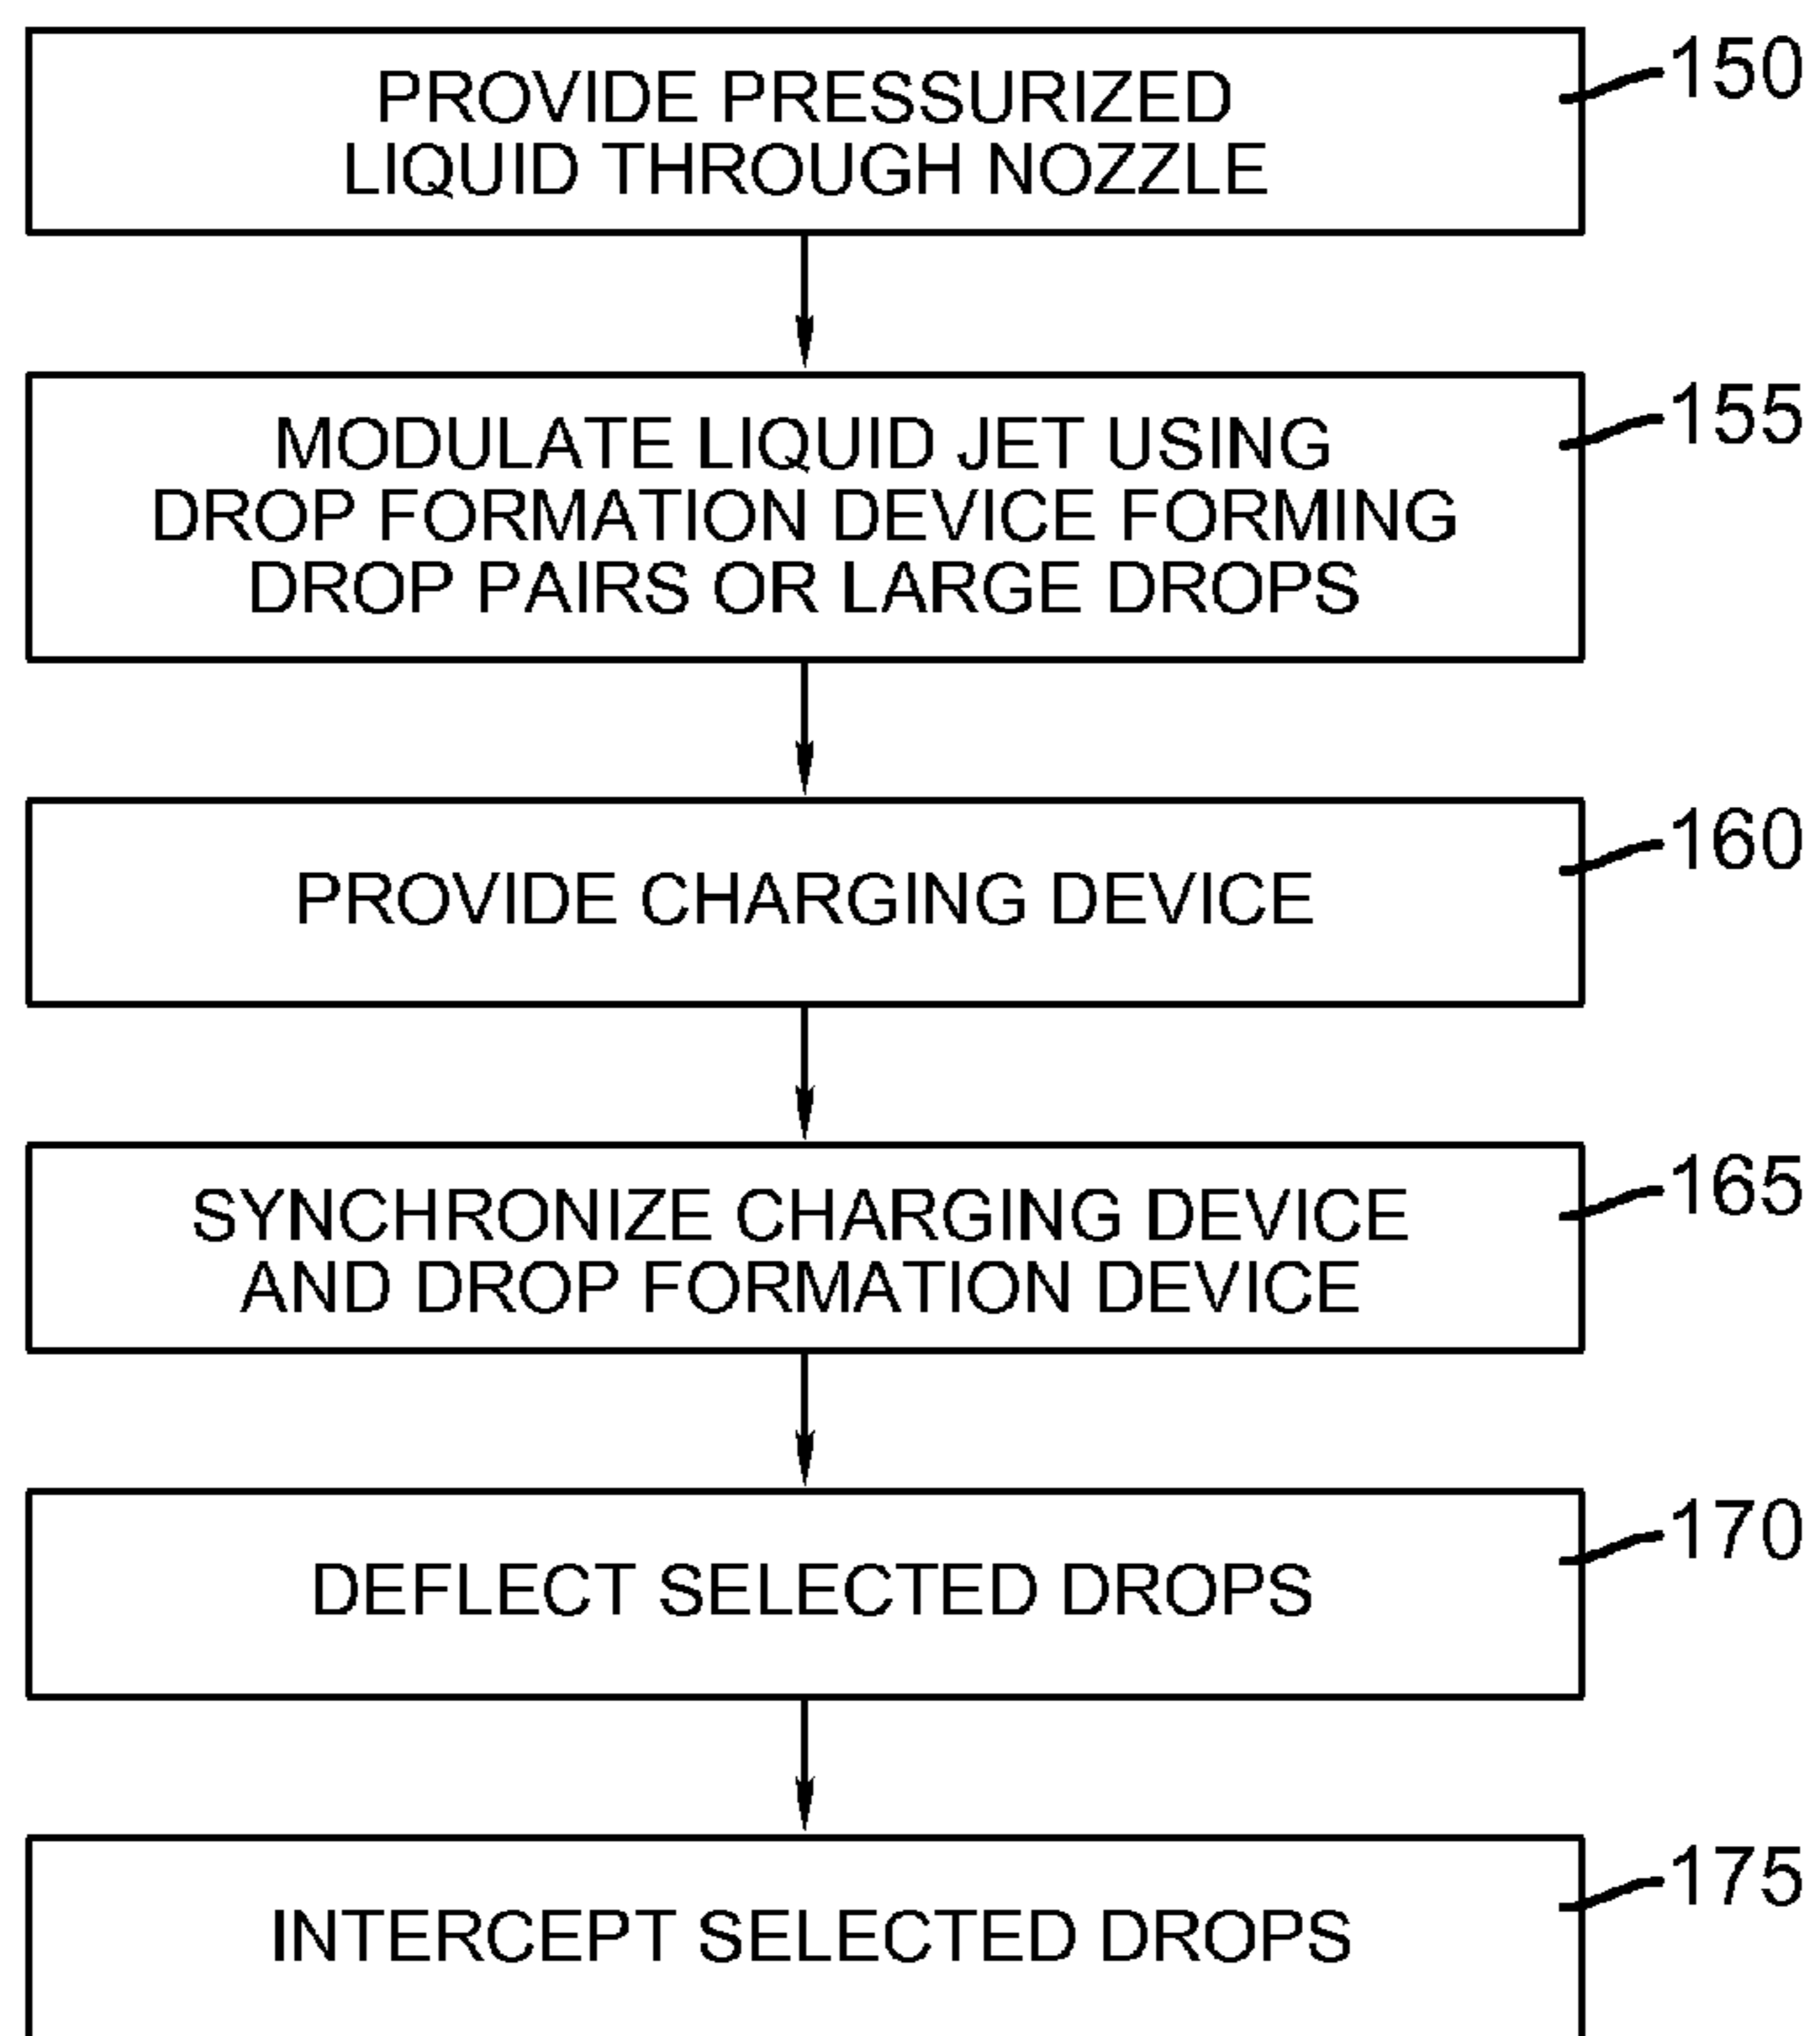 PROVIDE PRESSURIZED
LIQUID THROUGH NOZZLE
150
MODULATE LIQUID JET USING
DROP FORMATION DEVICE FORMING
DROP PAIRS OR LARGE DROPS
155
PROVIDE CHARGING DEVICE
160
SYNCHRONIZE CHARGING DEVICE
AND DROP FORMATION DEVICE
165
DEFLECT SELECTED DROPS
170
INTERCEPT SELECTED DROPS
175